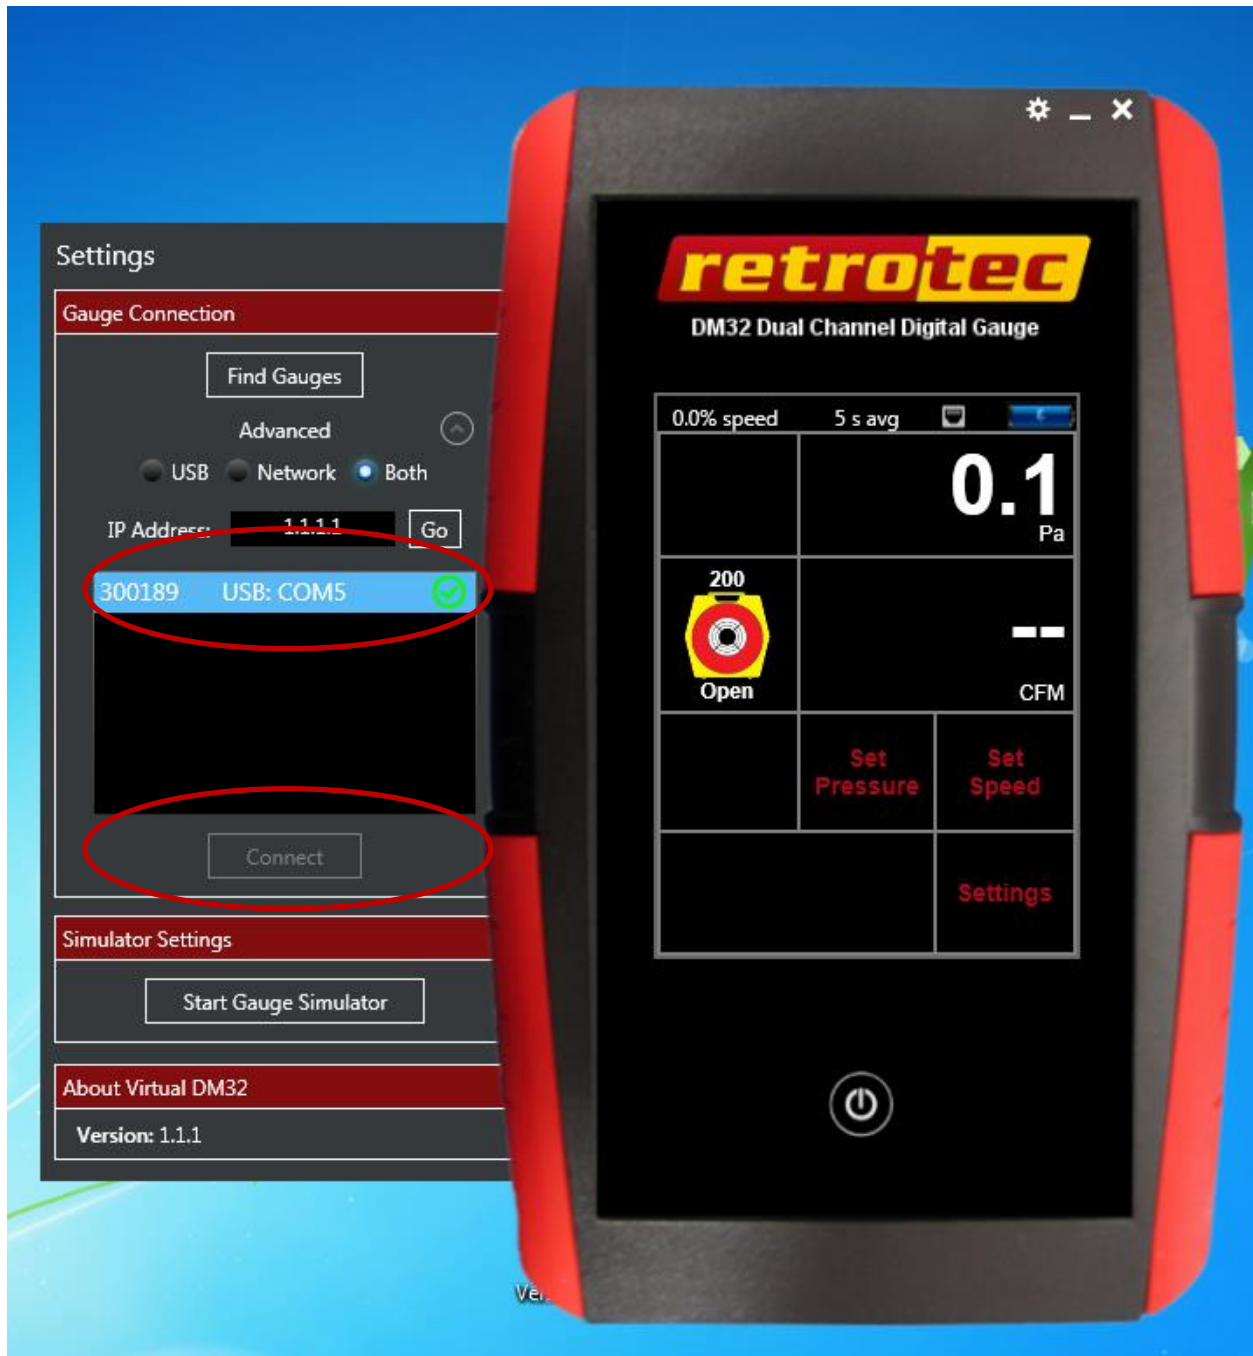 Settings
Gauge Connection
Find Gauges
Advanced
USB Network Both
IP Address: 1.1.1.1 Go
300189 USB: COM5
Connect
Simulator Settings
Start Gauge Simulator
About Virtual DM32
Version: 1.1.1
retrotec
DM32 Dual Channel Digital Gauge
0.0% speed 5 s avg
0.1
Pa
200
Open
--
CFM
Set Pressure
Set Speed
Settings